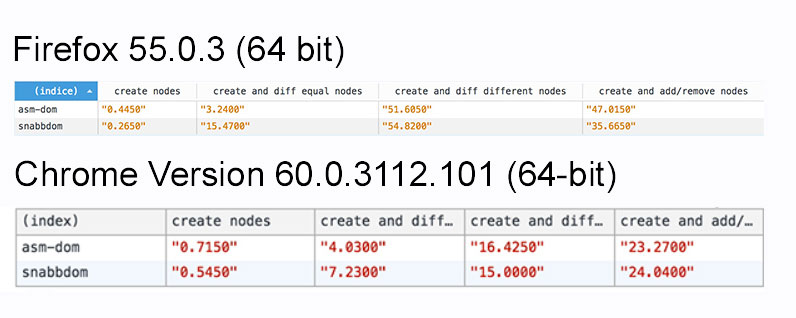 Firefox 55.0.3 (64 bit)
(indice) create nodes create and diff equal nodes create and diff different nodes create and add/remove nodes
asm-dom "0.4450" "3.2400" "51.6050" "47.0150"
snabbdom "0.2650" "15.4700" "54.8200" "35.6650"
Chrome Version 60.0.3112.101 (64-bit)
(index) create nodes create and diff… create and diff… create and add/…
asm-dom "0.7150" "4.0300" "16.4250" "23.2700"
snabbdom "0.5450" "7.2300" "15.0000" "24.0400"